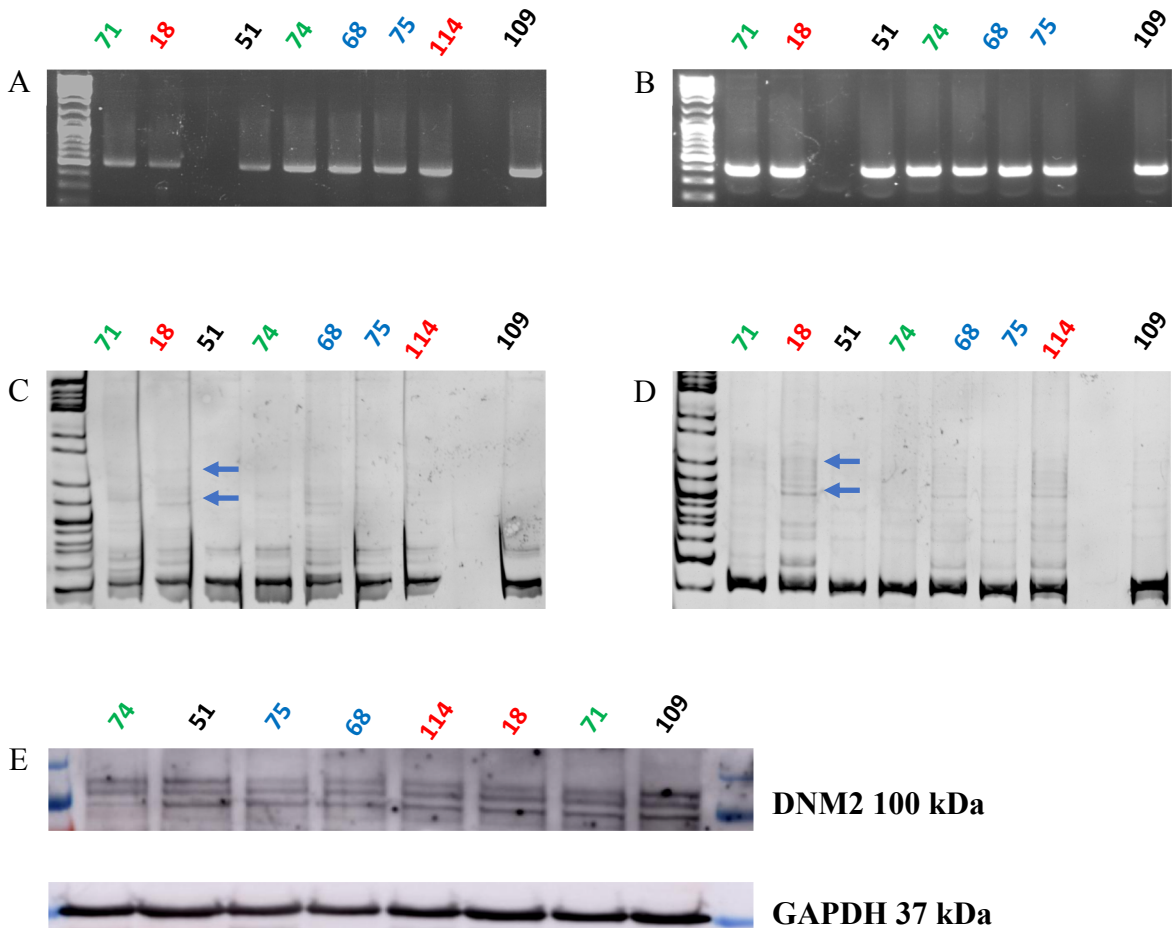 71 18 51 74 68 75 114 109
A
71 18 51 74 68 75 109
B
71 18 51 74 68 75 114 109
C
71 18 51 74 68 75 114 109
D
74 51 75 68 114 18 71 109
E
DNM2 100 kDa
GAPDH 37 kDa